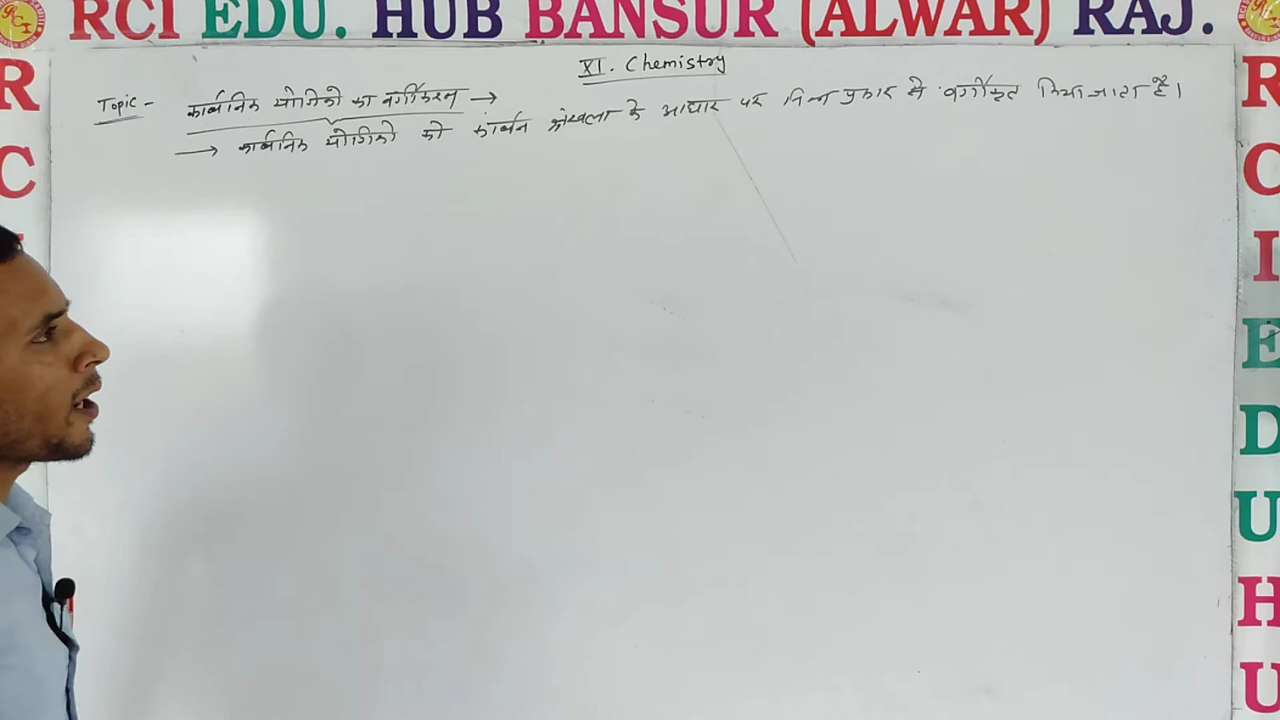 RCI EDU. HUB BANSUR (ALWAR) RAJ.
XI. Chemistry
Topic - कार्बनिक यौगिको का वर्गीकरण →
→ कार्बनिक यौगिको को कार्बन श्रृंखला के आधार पर निम्न प्रकार से वर्गीकृत किया जाता है।
R
C
R
C
I
E
D
U
H
U